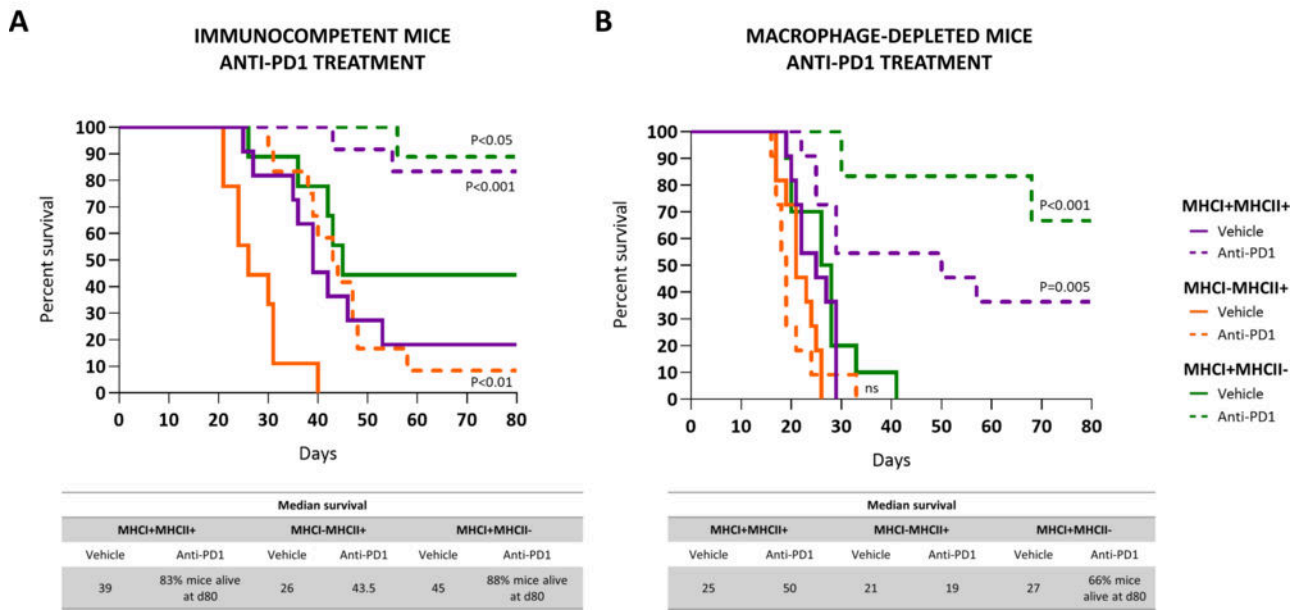 A
IMMUNOCOMPETENT MICE
ANTI-PD1 TREATMENT
Percent survival
100
90
80
70
60
50
40
30
20
10
0
0 10 20 30 40 50 60 70 80
Days
P<0.05
P<0.001
P<0.01
Median survival
MHCI+MHCII+ MHCI-MHCII+ MHCI+MHCII-
Vehicle Anti-PD1 Vehicle Anti-PD1 Vehicle Anti-PD1
39 83% mice alive at d80 26 43.5 45 88% mice alive at d80
B
MACROPHAGE-DEPLETED MICE
ANTI-PD1 TREATMENT
Percent survival
100
90
80
70
60
50
40
30
20
10
0
0 10 20 30 40 50 60 70 80
Days
P<0.001
P=0.005
ns
MHCI+MHCII+
Vehicle
Anti-PD1
MHCI-MHCII+
Vehicle
Anti-PD1
MHCI+MHCII-
Vehicle
Anti-PD1
Median survival
MHCI+MHCII+ MHCI-MHCII+ MHCI+MHCII-
Vehicle Anti-PD1 Vehicle Anti-PD1 Vehicle Anti-PD1
25 50 21 19 27 66% mice alive at d80